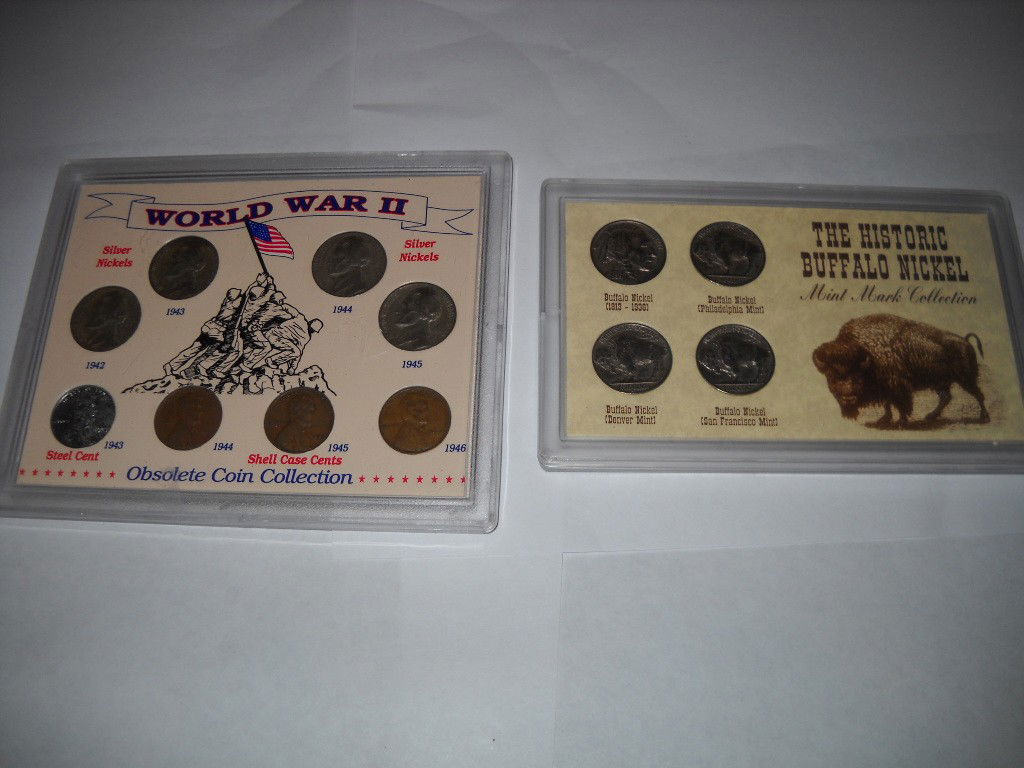 WORLD WAR II
Silver
Nickels
Silver
Nickels
1943
1944
1942
1945
1943
1944
1945
1946
Steel Cent
Shell Case Cents
Obsolete Coin Collection
THE HISTORIC
BUFFALO NICKEL
Mint Mark Collection
Buffalo Nickel
(1913 - 1938)
Buffalo Nickel
(Philadelphia Mint)
Buffalo Nickel
(Denver Mint)
Buffalo Nickel
(San Francisco Mint)